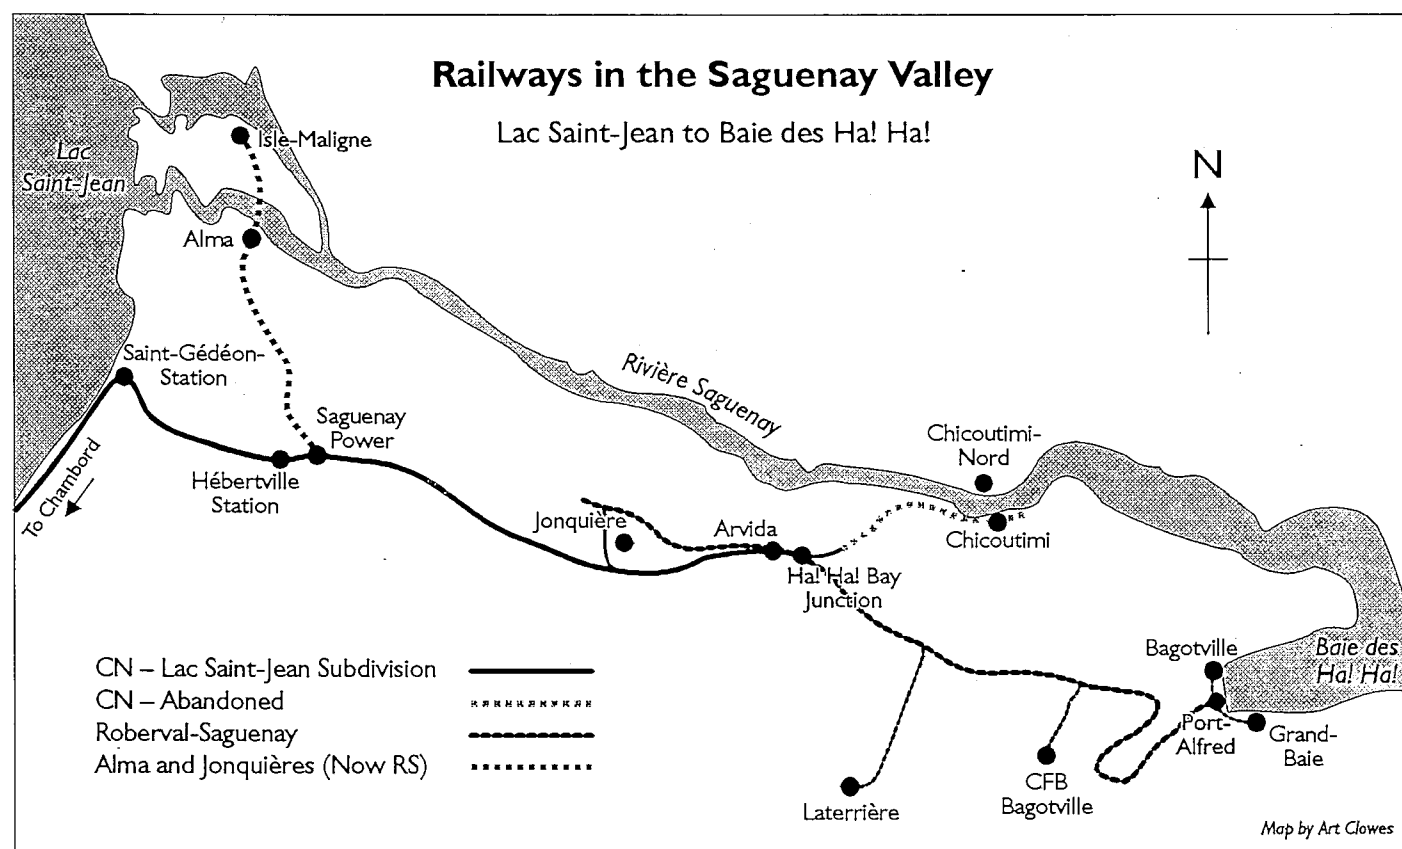 Railways in the Saguenay Valley
Lac Saint-Jean to Baie des Ha! Ha!
N
Isle-Maligne
Lac
Saint-Jean
Alma
Saint-Gédéon-
Station
Rivière Saguenay
Saguenay
Power
Hébertville
Station
To Chambord
Chicoutimi-
Nord
Jonquière
Arvida
Chicoutimi
Ha! Ha! Bay
Junction
Bagotville
Baie des
Ha! Ha!
Port-
Alfred
Grand-
Baie
CFB
Bagotville
Laterrière
CN – Lac Saint-Jean Subdivision
CN – Abandoned
Roberval-Saguenay
Alma and Jonquières (Now RS)
Map by Art Clowes